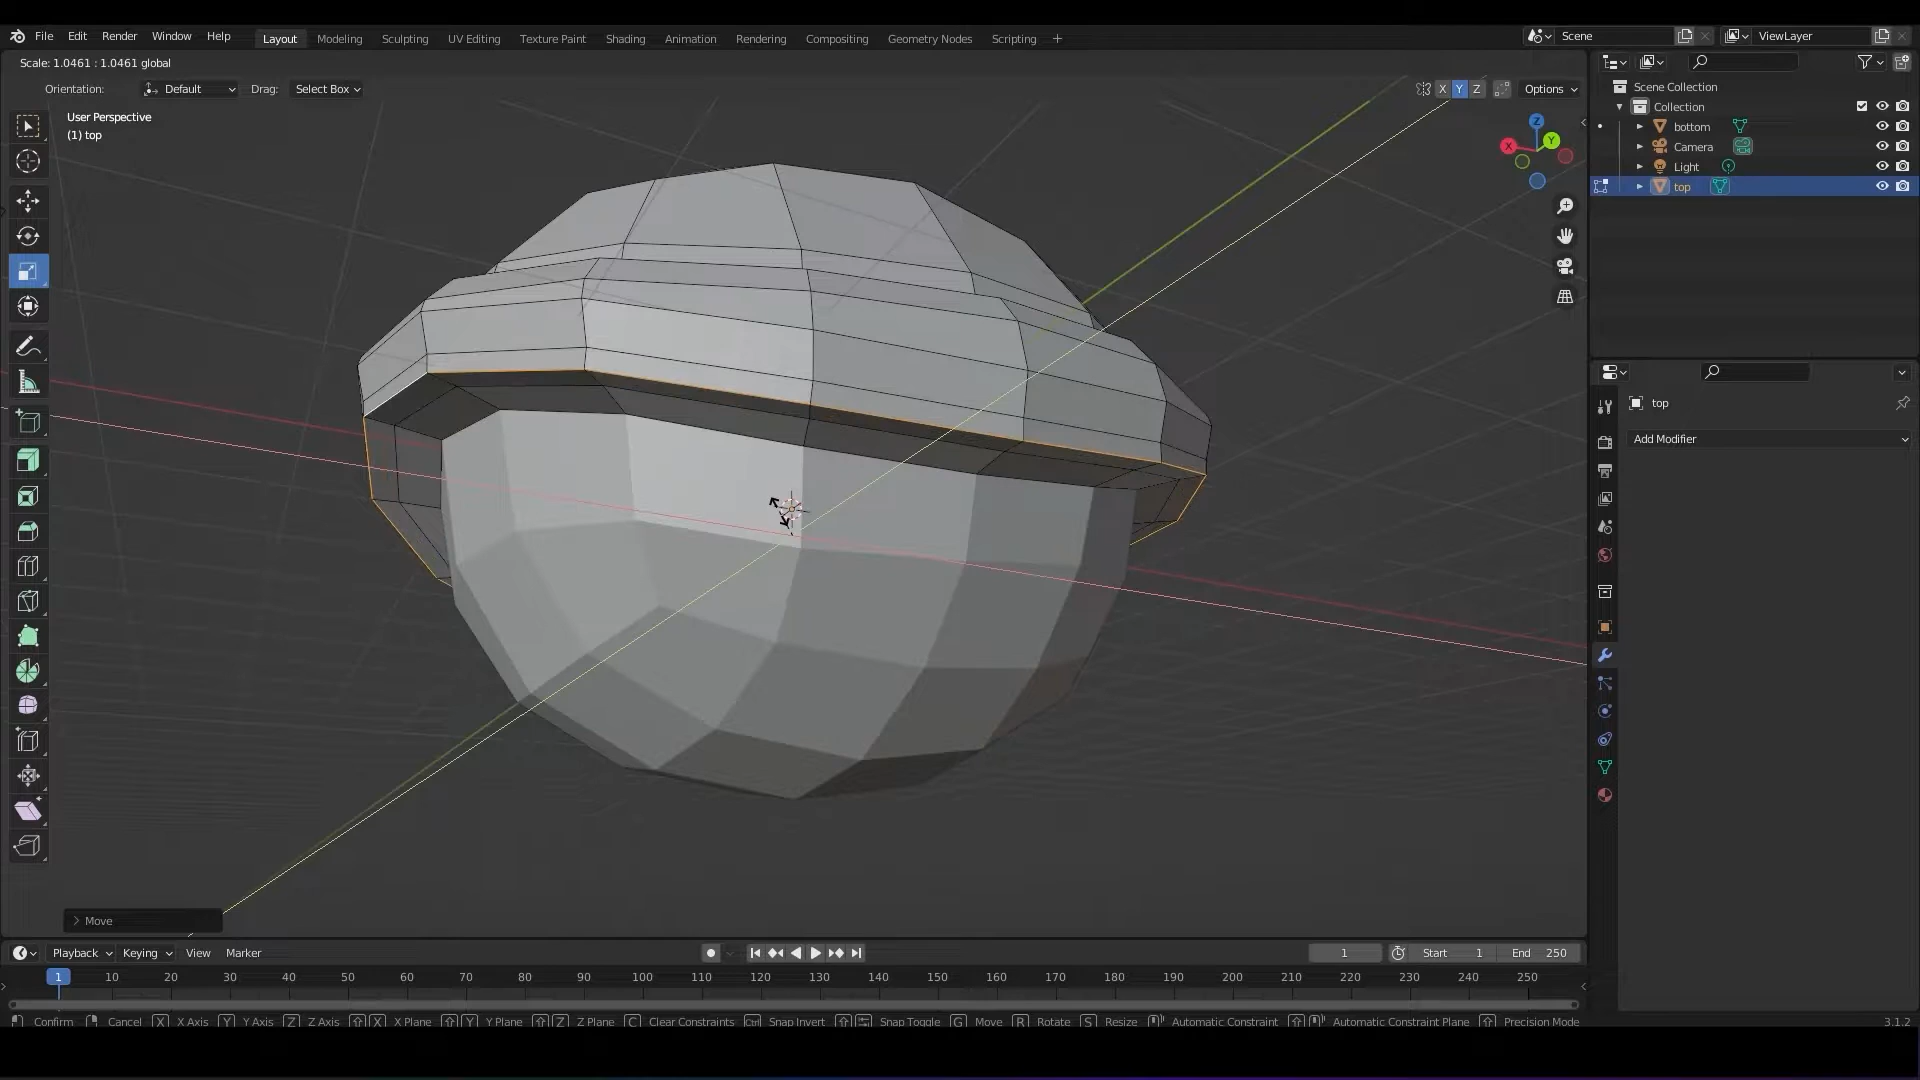 File Edit Render Window Help Layout Modeling Sculpting UV Editing Texture Paint Shading Animation Rendering Compositing Geometry Nodes Scripting Scene ViewLayer
Scale: 1.0461 : 1.0461 global
Orientation: Default Drag: Select Box X Y Z Options
User Perspective
(1) top
Z
Y
X
Scene Collection
Collection
bottom
Camera
Light
top
top
Add Modifier
Move
Playback Keying View Marker 1 Start 1 End 250
1 10 20 30 40 50 60 70 80 90 100 110 120 130 140 150 160 170 180 190 200 210 220 230 240 250
Confirm Cancel X X Axis Y Y Axis Z Z Axis X X Plane Y Y Plane Z Z Plane C Clear Constraints Ctrl Snap Invert Snap Toggle G Move R Rotate S Resize Automatic Constraint Automatic Constraint Plane Precision Mode 3.1.2